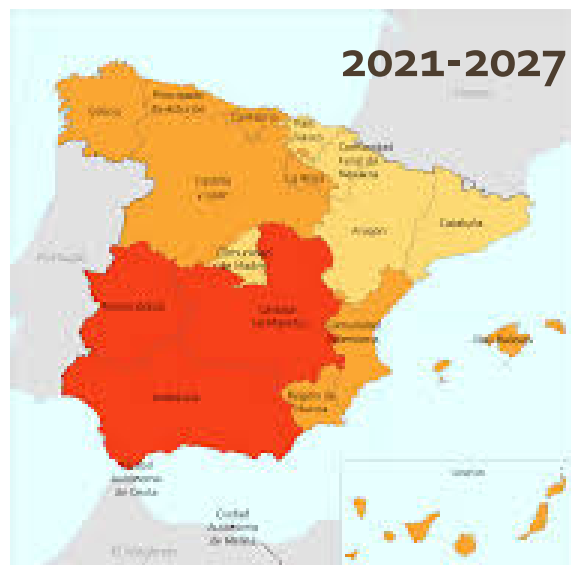 2021-2027
Galicia
Principado
de Asturias
Cantabria
País
Vasco
Comunidad
Foral de
Navarra
La Rioja
Castilla
y León
Aragón
Cataluña
Comunidad
de Madrid
Portugal
Extremadura
Castilla-
La Mancha
Comunidad
Valenciana
Illes Balears
Andalucía
Región de
Murcia
Ciudad
Autónoma
de Ceuta
Ciudad
Autónoma
de Melilla
Canarias